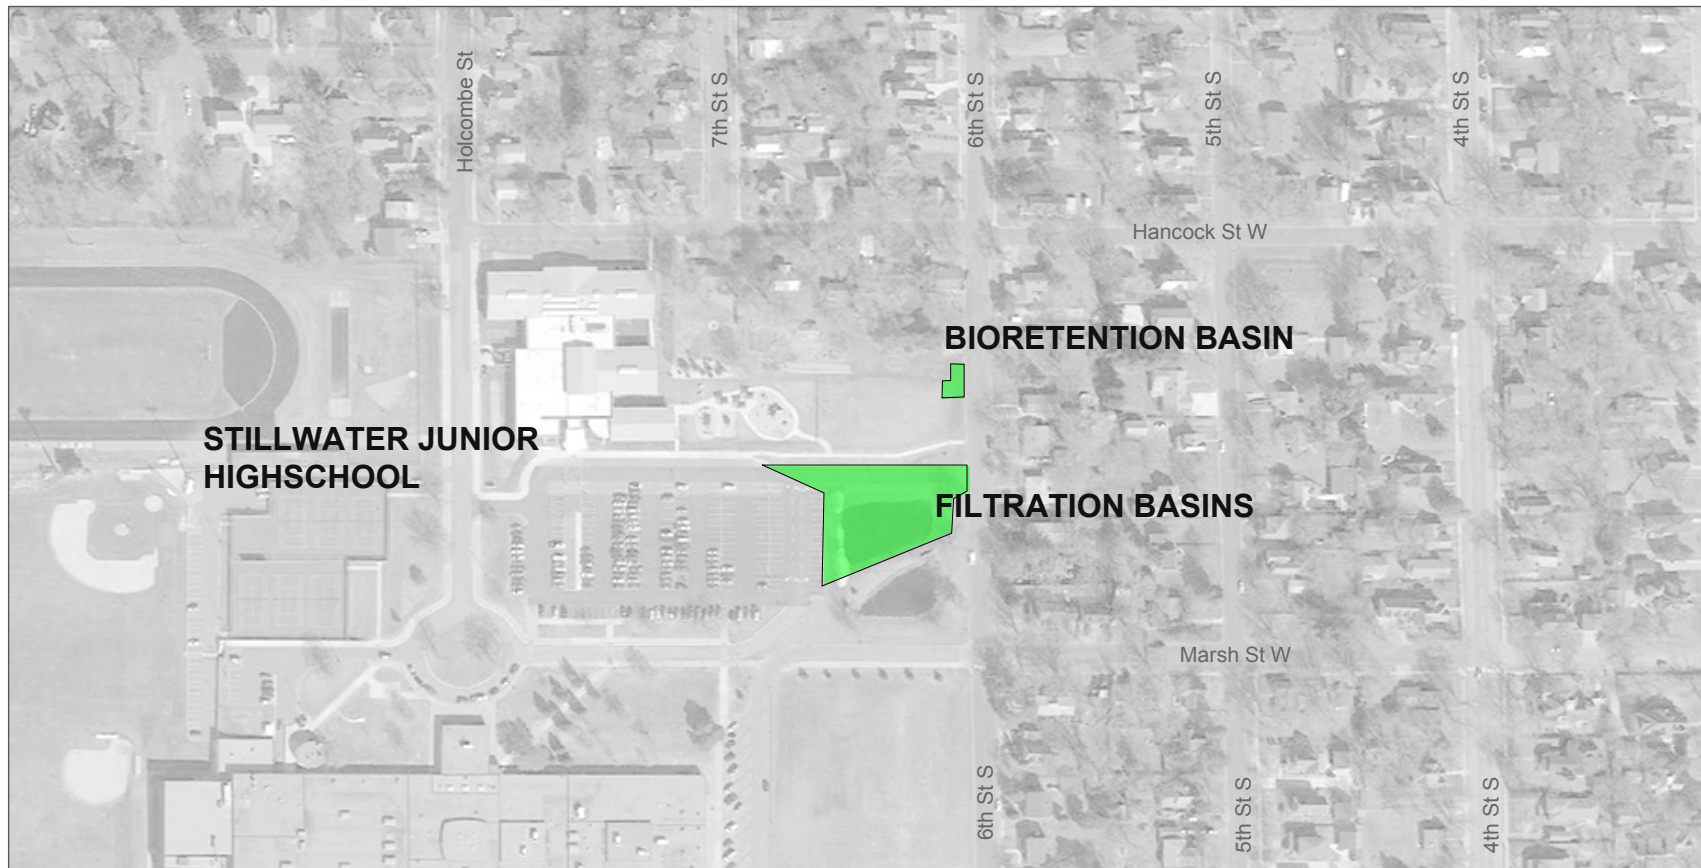 Holcombe St
7th St S
6th St S
5th St S
4th St S
Hancock St W
BIORETENTION BASIN
STILLWATER JUNIOR
HIGHSCHOOL
FILTRATION BASINS
Marsh St W
6th St S
5th St S
4th St S